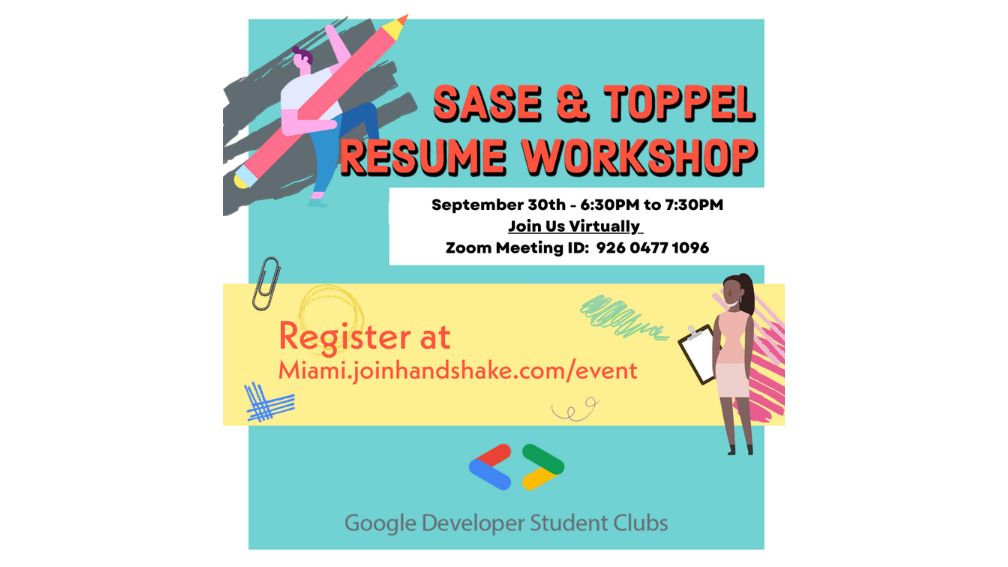 SASE & TOPPEL
RESUME WORKSHOP
September 30th - 6:30PM to 7:30PM
Join Us Virtually
Zoom Meeting ID: 926 0477 1096
Register at
Miami.joinhandshake.com/event
Google Developer Student Clubs